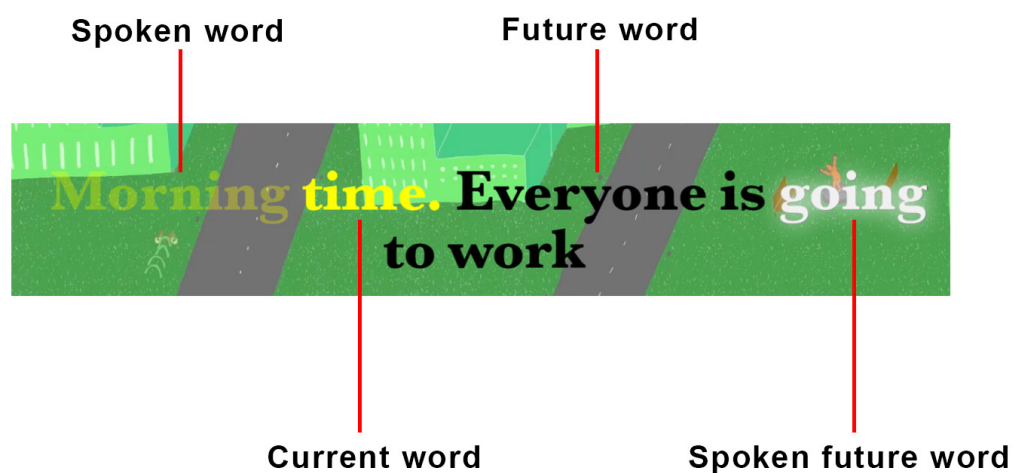 Spoken word
Future word
Morning time. Everyone is going
to work
Current word
Spoken future word